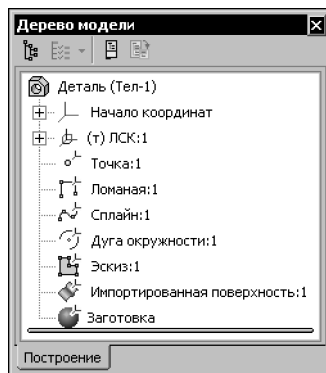 Дерево модели
Деталь (Тел-1)
Начало координат
(т) ЛСК:1
Точка:1
Ломаная:1
Сплайн:1
Дуга окружности:1
Эскиз:1
Импортированная поверхность:1
Заготовка
Построение